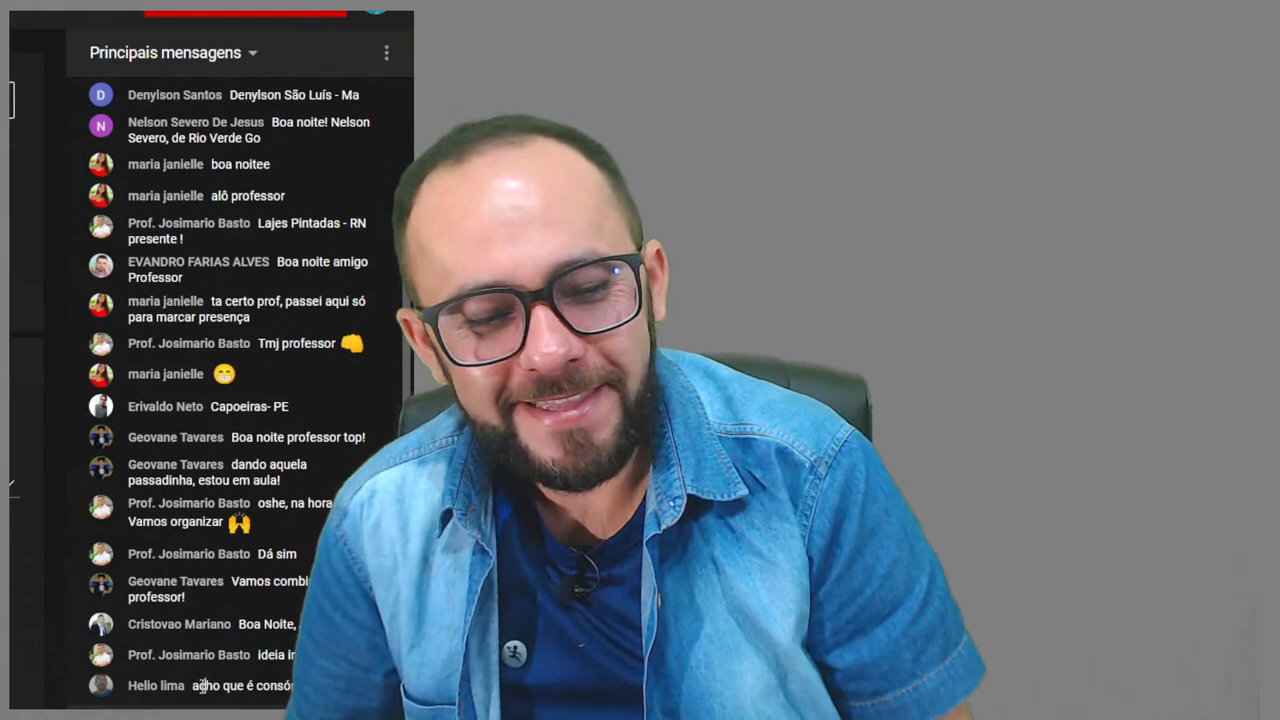 Principais mensagens
D Denylson Santos Denylson São Luís - Ma
N Nelson Severo De Jesus Boa noite! Nelson
Severo, de Rio Verde Go
maria janielle boa noitee
maria janielle alô professor
Prof. Josimario Basto Lajes Pintadas - RN
presente !
EVANDRO FARIAS ALVES Boa noite amigo
Professor
maria janielle ta certo prof, passei aqui só
para marcar presença
Prof. Josimario Basto Tmj professor
maria janielle
Erivaldo Neto Capoeiras- PE
Geovane Tavares Boa noite professor top!
Geovane Tavares dando aquela
passadinha, estou em aula!
Prof. Josimario Basto oshe, na hora
Vamos organizar
Prof. Josimario Basto Dá sim
Geovane Tavares Vamos
professor!
Cristovao Mariano Boa Noite,
Prof. Josimario Basto ideia
Helio lima acho que é